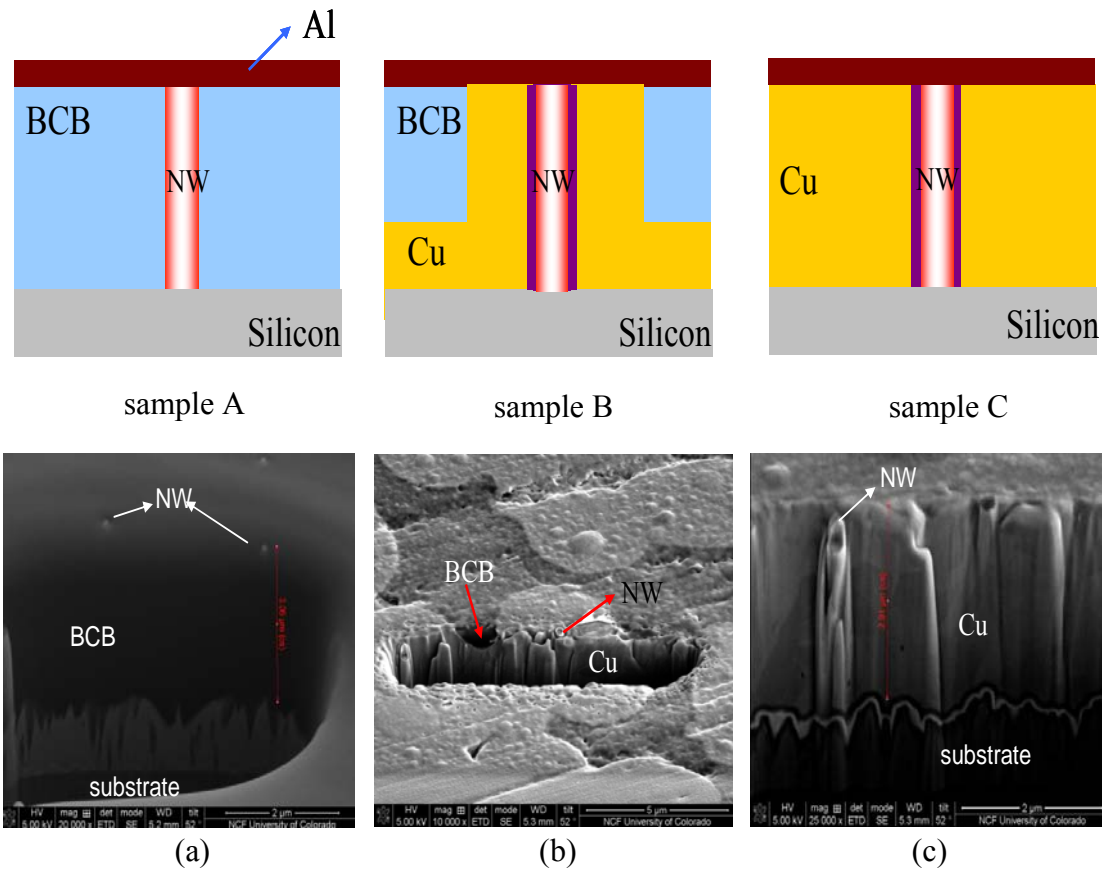 Al
BCB
NW
Silicon
BCB
NW
Cu
Silicon
Cu
NW
Silicon
sample A
sample B
sample C
NW
BCB
substrate
HV mag det mode WD tilt
5.00 kV 20 000 x ETD SE 5.2 mm 52 °
2 µm
NCF University of Colorado
BCB
NW
Cu
HV mag det mode WD tilt
5.00 kV 10 000 x ETD SE 5.3 mm 52 °
5 µm
NCF University of Colorado
NW
Cu
substrate
HV mag det mode WD tilt
5.00 kV 25 000 x ETD SE 5.3 mm 52 °
2 µm
NCF University of Colorado
(a)
(b)
(c)